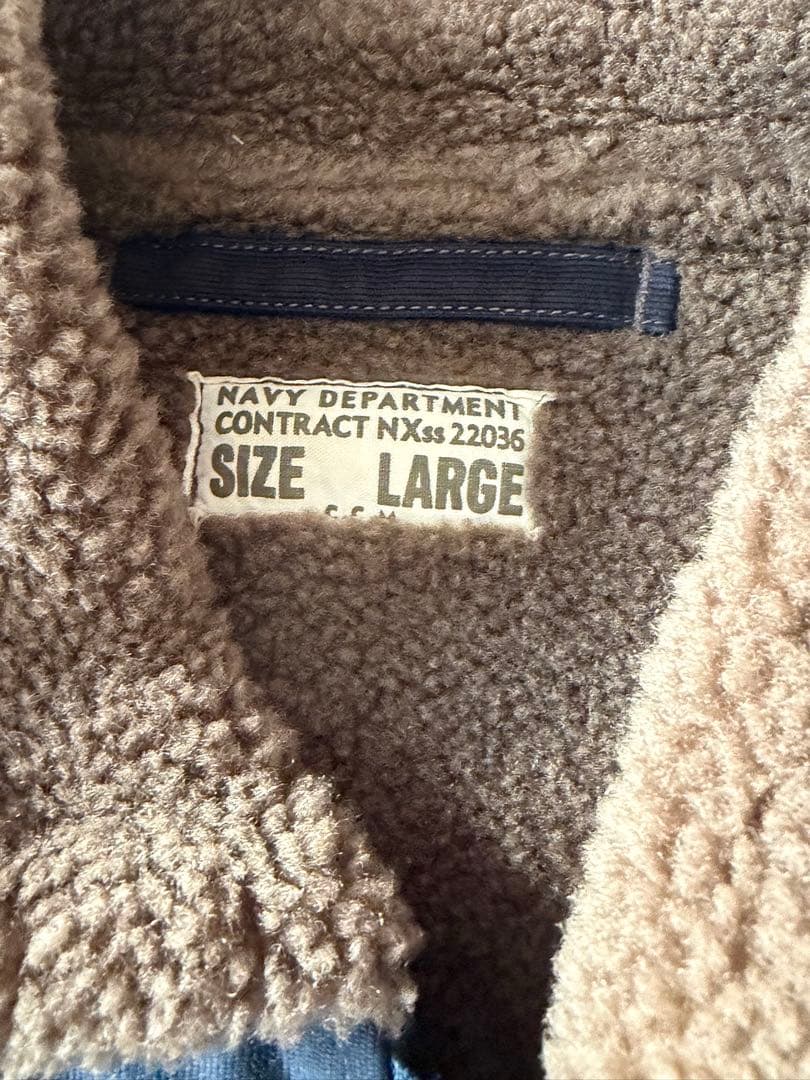 NAVY DEPARTMENT
CONTRACT NXss 22036
SIZE LARGE